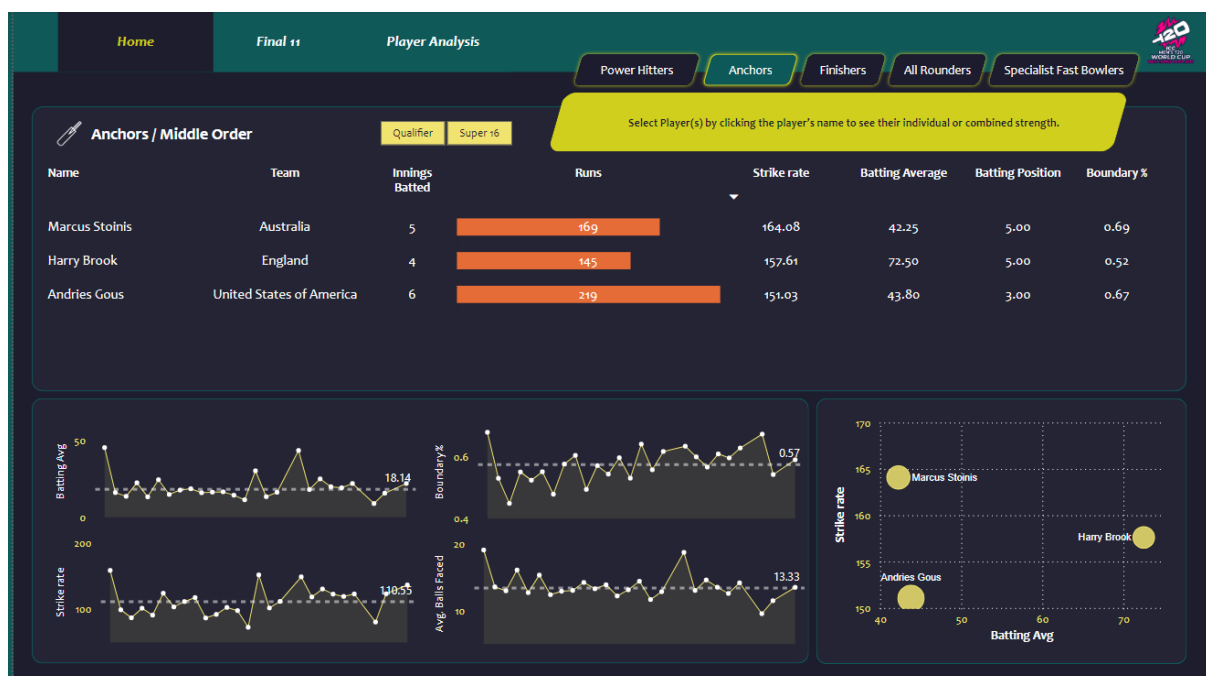 Home
Final 11
Player Analysis
T20
ICC
MEN'S T20
WORLD CUP
Power Hitters
Anchors
Finishers
All Rounders
Specialist Fast Bowlers
Select Player(s) by clicking the player's name to see their individual or combined strength.
Anchors / Middle Order
Qualifier
Super 16
Name Team Innings Batted Runs Strike rate Batting Average Batting Position Boundary %
Marcus Stoinis Australia 5 169 164.08 42.25 5.00 0.69
Harry Brook England 4 145 157.61 72.50 5.00 0.52
Andries Gous United States of America 6 219 151.03 43.80 3.00 0.67
Batting Avg
50
0
18.14
Boundary%
0.6
0.4
0.57
Strike rate
200
100
110.55
Avg. Balls Faced
20
10
13.33
Strike rate
170
165
160
155
150
Marcus Stoinis
Harry Brook
Andries Gous
40 50 60 70
Batting Avg